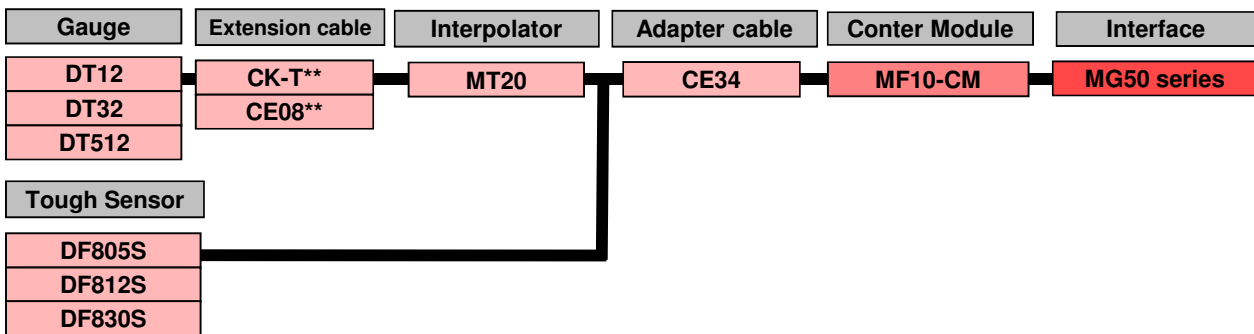 Gauge Extension cable Interpolator Adapter cable Conter Module Interface
DT12 CK-T** MT20 CE34 MF10-CM MG50 series
DT32 CE08**
DT512
Tough Sensor
DF805S
DF812S
DF830S